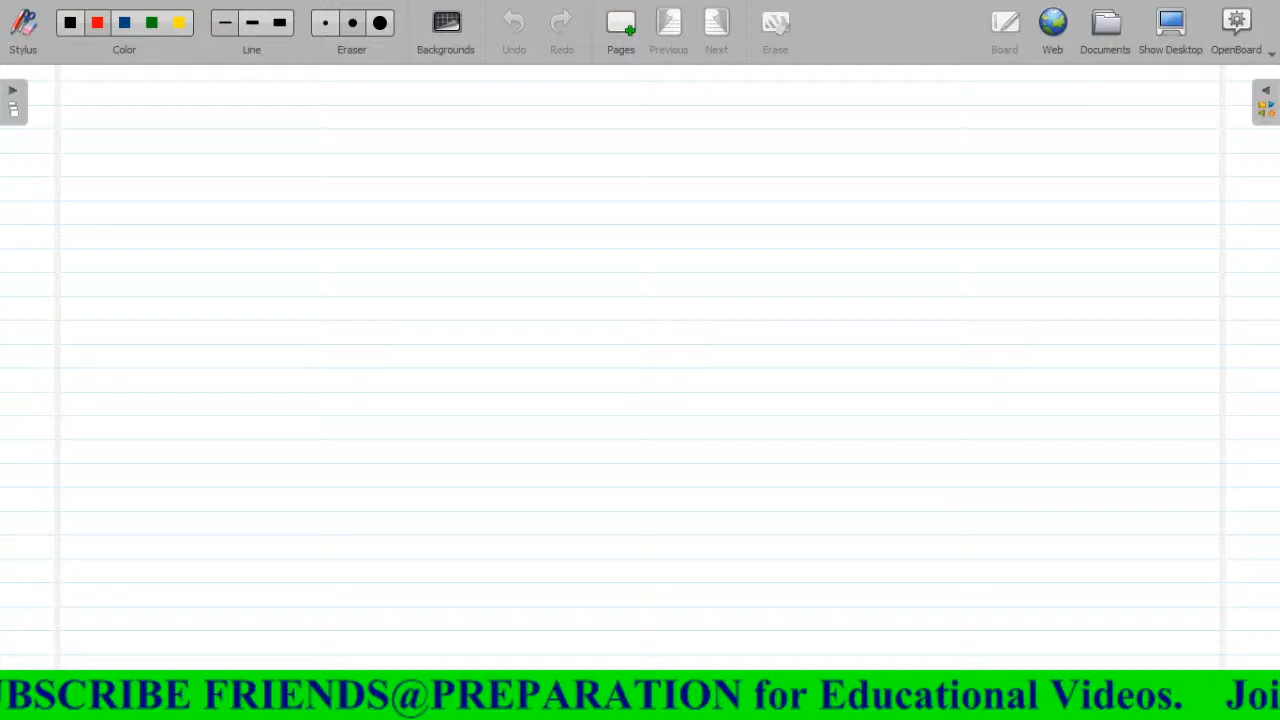 Stylus Color Line Eraser Backgrounds Undo Redo Pages Previous Next Erase Board Web Documents Show Desktop OpenBoard
UBSCRIBE FRIENDS@PREPARATION for Educational Videos. Joi